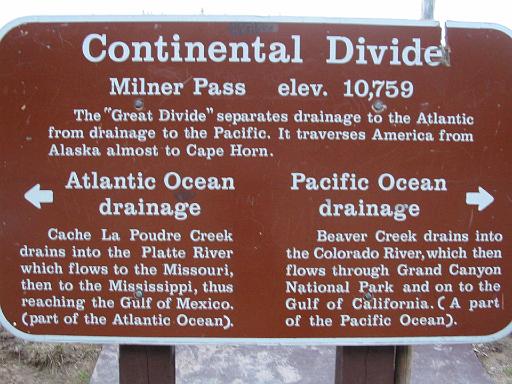 Continental Divide
Milner Pass elev. 10,759
The "Great Divide" separates drainage to the Atlantic
from drainage to the Pacific. It traverses America from
Alaska almost to Cape Horn.
Atlantic Ocean
drainage
Cache La Poudre Creek
drains into the Platte River
which flows to the Missouri,
then to the Mississippi, thus
reaching the Gulf of Mexico.
(part of the Atlantic Ocean).
Pacific Ocean
drainage
Beaver Creek drains into
the Colorado River, which then
flows through Grand Canyon
National Park and on to the
Gulf of California. (A part
of the Pacific Ocean).